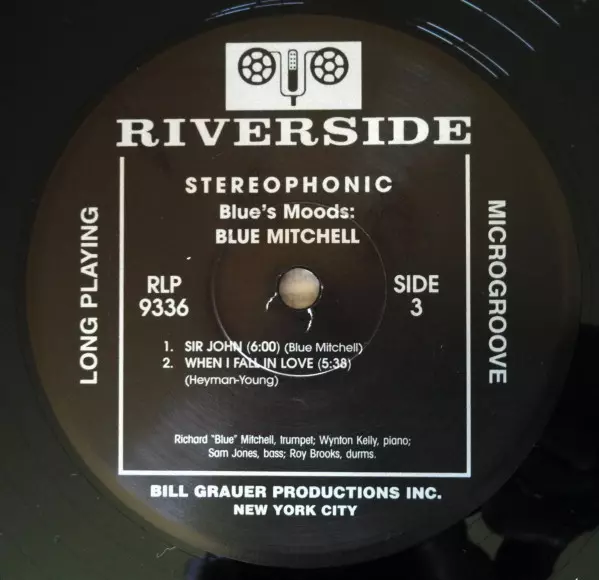 RIVERSIDE
STEREOPHONIC
Blue's Moods:
BLUE MITCHELL
LONG PLAYING
RLP
9336
SIDE
3
MICROGROOVE
1. SIR JOHN (6:00) (Blue Mitchell)
2. WHEN I FALL IN LOVE (5:38)
(Heyman-Young)
Richard "Blue" Mitchell, trumpet; Wynton Kelly, piano;
Sam Jones, bass; Roy Brooks, durms.
BILL GRAUER PRODUCTIONS INC.
NEW YORK CITY